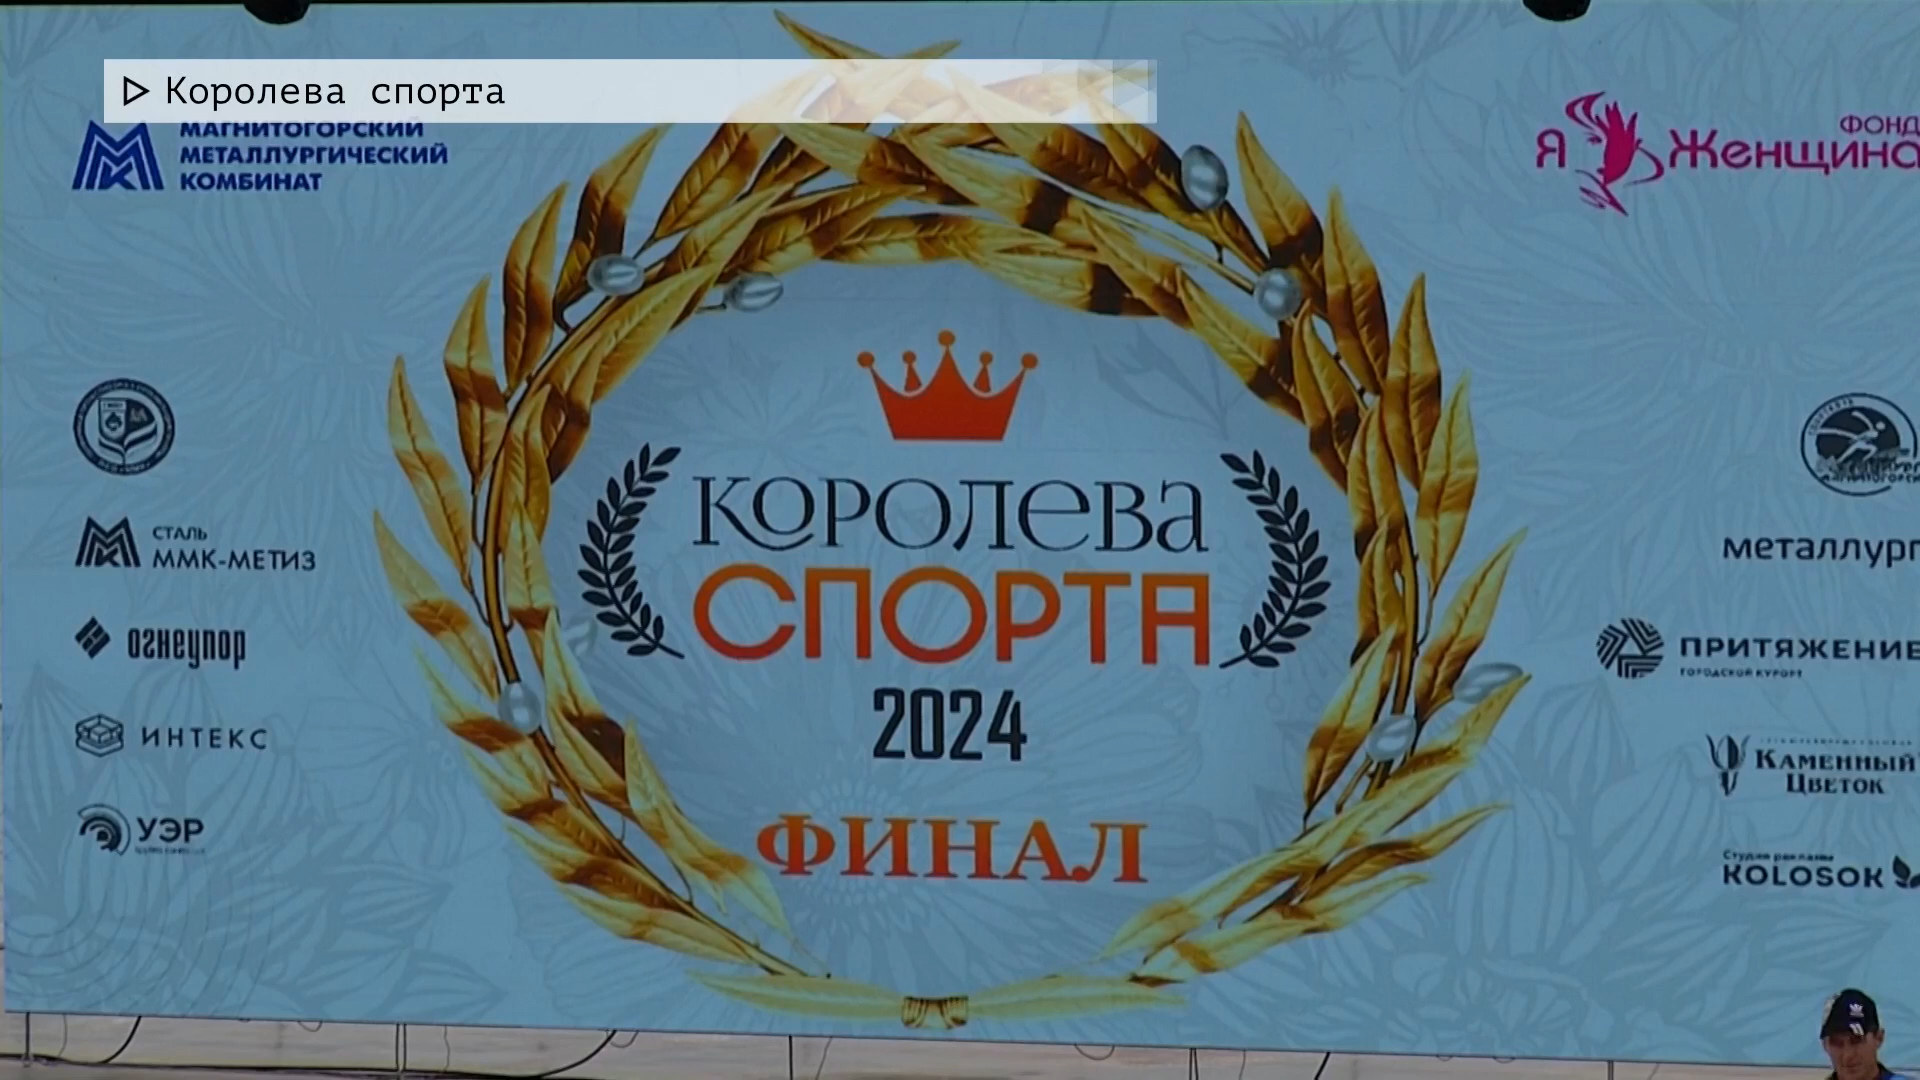 Королева спорта
МАГНИТОГОРСКИЙ
МЕТАЛЛУРГИЧЕСКИЙ
КОМБИНАТ
ФОНД
Я Женщина
СТАЛЬ
ММК-МЕТИЗ
огнеупор
ИНТЕКС
УЭР
КОРОЛЕВА
СПОРТА
2024
ФИНАЛ
металлург
ПРИТЯЖЕНИЕ
ГОРОДСКОЙ КУРОРТ
КАМЕННЫЙ
ЦВЕТОК
Студия рекламы
KOLOSOK